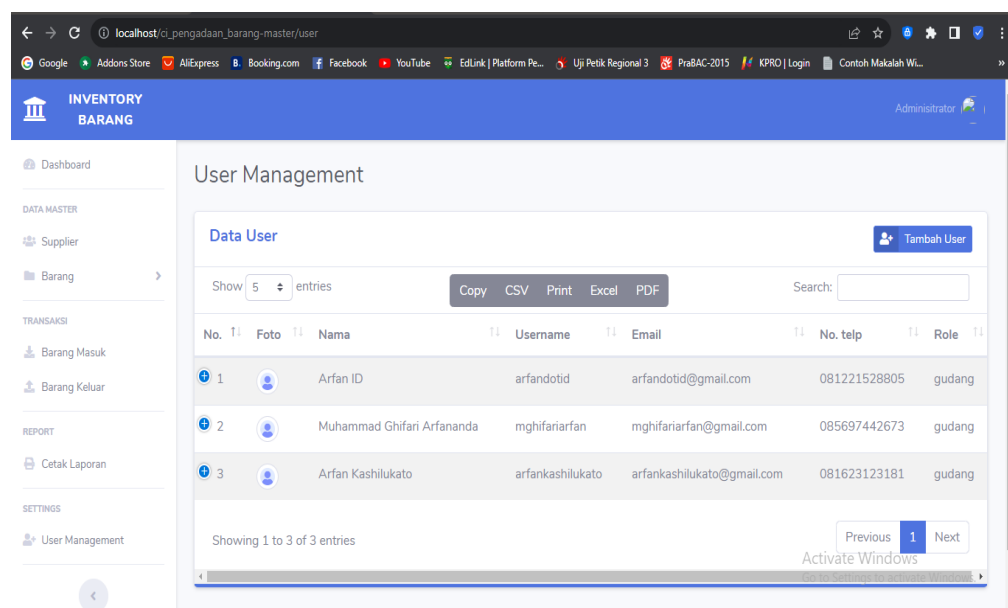 localhost/ci_pengadaan_barang-master/user
Google Addons Store AliExpress B. Booking.com Facebook YouTube EdLink | Platform Pe... Uji Petik Regional 3 PraBAC-2015 KPRO | Login Contoh Makalah Wi... »
INVENTORY
BARANG
Adminisitrator
Dashboard
DATA MASTER
Supplier
Barang
TRANSAKSI
Barang Masuk
Barang Keluar
REPORT
Cetak Laporan
SETTINGS
User Management
User Management
Data User
Tambah User
Show 5 entries
Copy CSV Print Excel PDF
Search:
No. Foto Nama Username Email No. telp Role
1 Arfan ID arfandotid arfandotid@gmail.com 081221528805 gudang
2 Muhammad Ghifari Arfananda mghifariarfan mghifariarfan@gmail.com 085697442673 gudang
3 Arfan Kashilukato arfankashilukato arfankashilukato@gmail.com 081623123181 gudang
Showing 1 to 3 of 3 entries
Previous 1 Next
Activate Windows
Go to Settings to activate Windows.